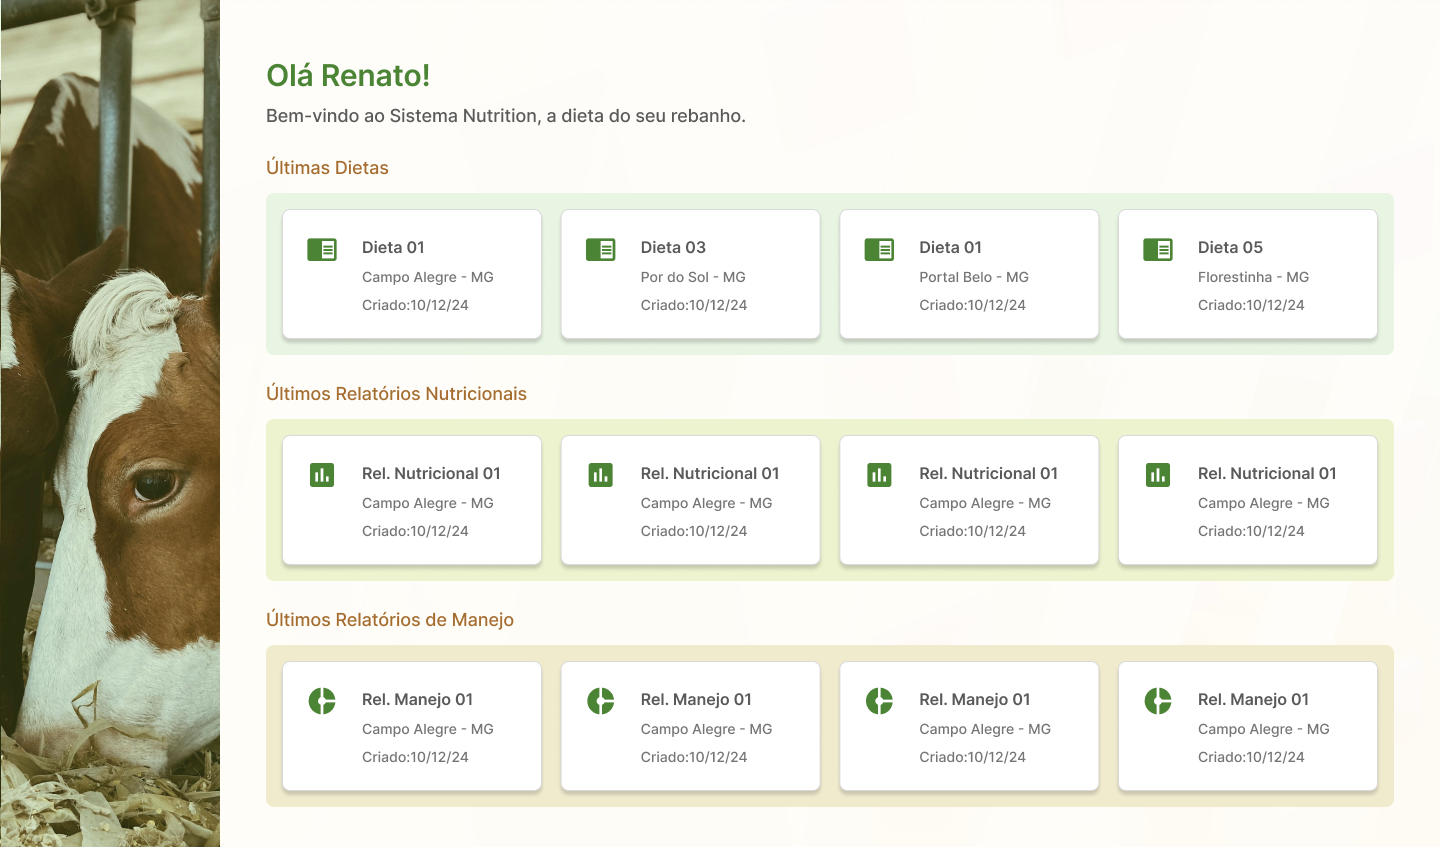 Olá Renato!
Bem-vindo ao Sistema Nutrition, a dieta do seu rebanho.
Últimas Dietas
Dieta 01
Campo Alegre - MG
Criado:10/12/24
Dieta 03
Por do Sol - MG
Criado:10/12/24
Dieta 01
Portal Belo - MG
Criado:10/12/24
Dieta 05
Florestinha - MG
Criado:10/12/24
Últimos Relatórios Nutricionais
Rel. Nutricional 01
Campo Alegre - MG
Criado:10/12/24
Rel. Nutricional 01
Campo Alegre - MG
Criado:10/12/24
Rel. Nutricional 01
Campo Alegre - MG
Criado:10/12/24
Rel. Nutricional 01
Campo Alegre - MG
Criado:10/12/24
Últimos Relatórios de Manejo
Rel. Manejo 01
Campo Alegre - MG
Criado:10/12/24
Rel. Manejo 01
Campo Alegre - MG
Criado:10/12/24
Rel. Manejo 01
Campo Alegre - MG
Criado:10/12/24
Rel. Manejo 01
Campo Alegre - MG
Criado:10/12/24